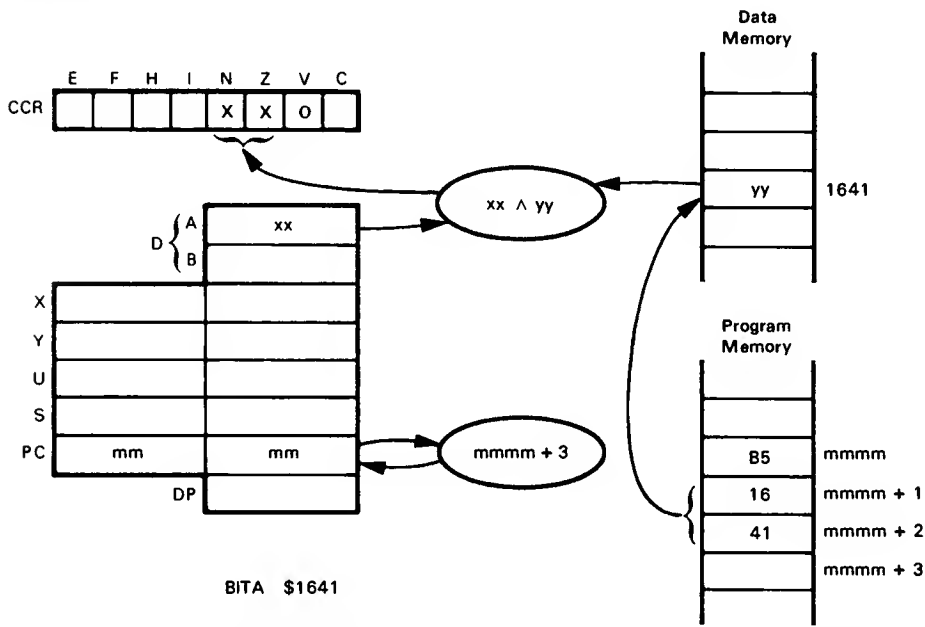 Data
Memory
E F H I N Z V C
CCR X X 0
yy 1641
xx ∧ yy
D { A xx
B
X
Y
U
S
PC mm mm
mmmm + 3
DP
Program
Memory
B5 mmmm
16 mmmm + 1
41 mmmm + 2
mmmm + 3
BITA $1641